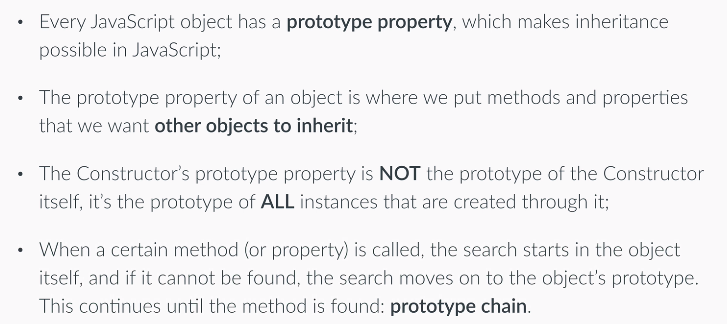 • Every JavaScript object has a prototype property, which makes inheritance
possible in JavaScript;
• The prototype property of an object is where we put methods and properties
that we want other objects to inherit;
• The Constructor's prototype property is NOT the prototype of the Constructor
itself, it's the prototype of ALL instances that are created through it;
• When a certain method (or property) is called, the search starts in the object
itself, and if it cannot be found, the search moves on to the object's prototype.
This continues until the method is found: prototype chain.